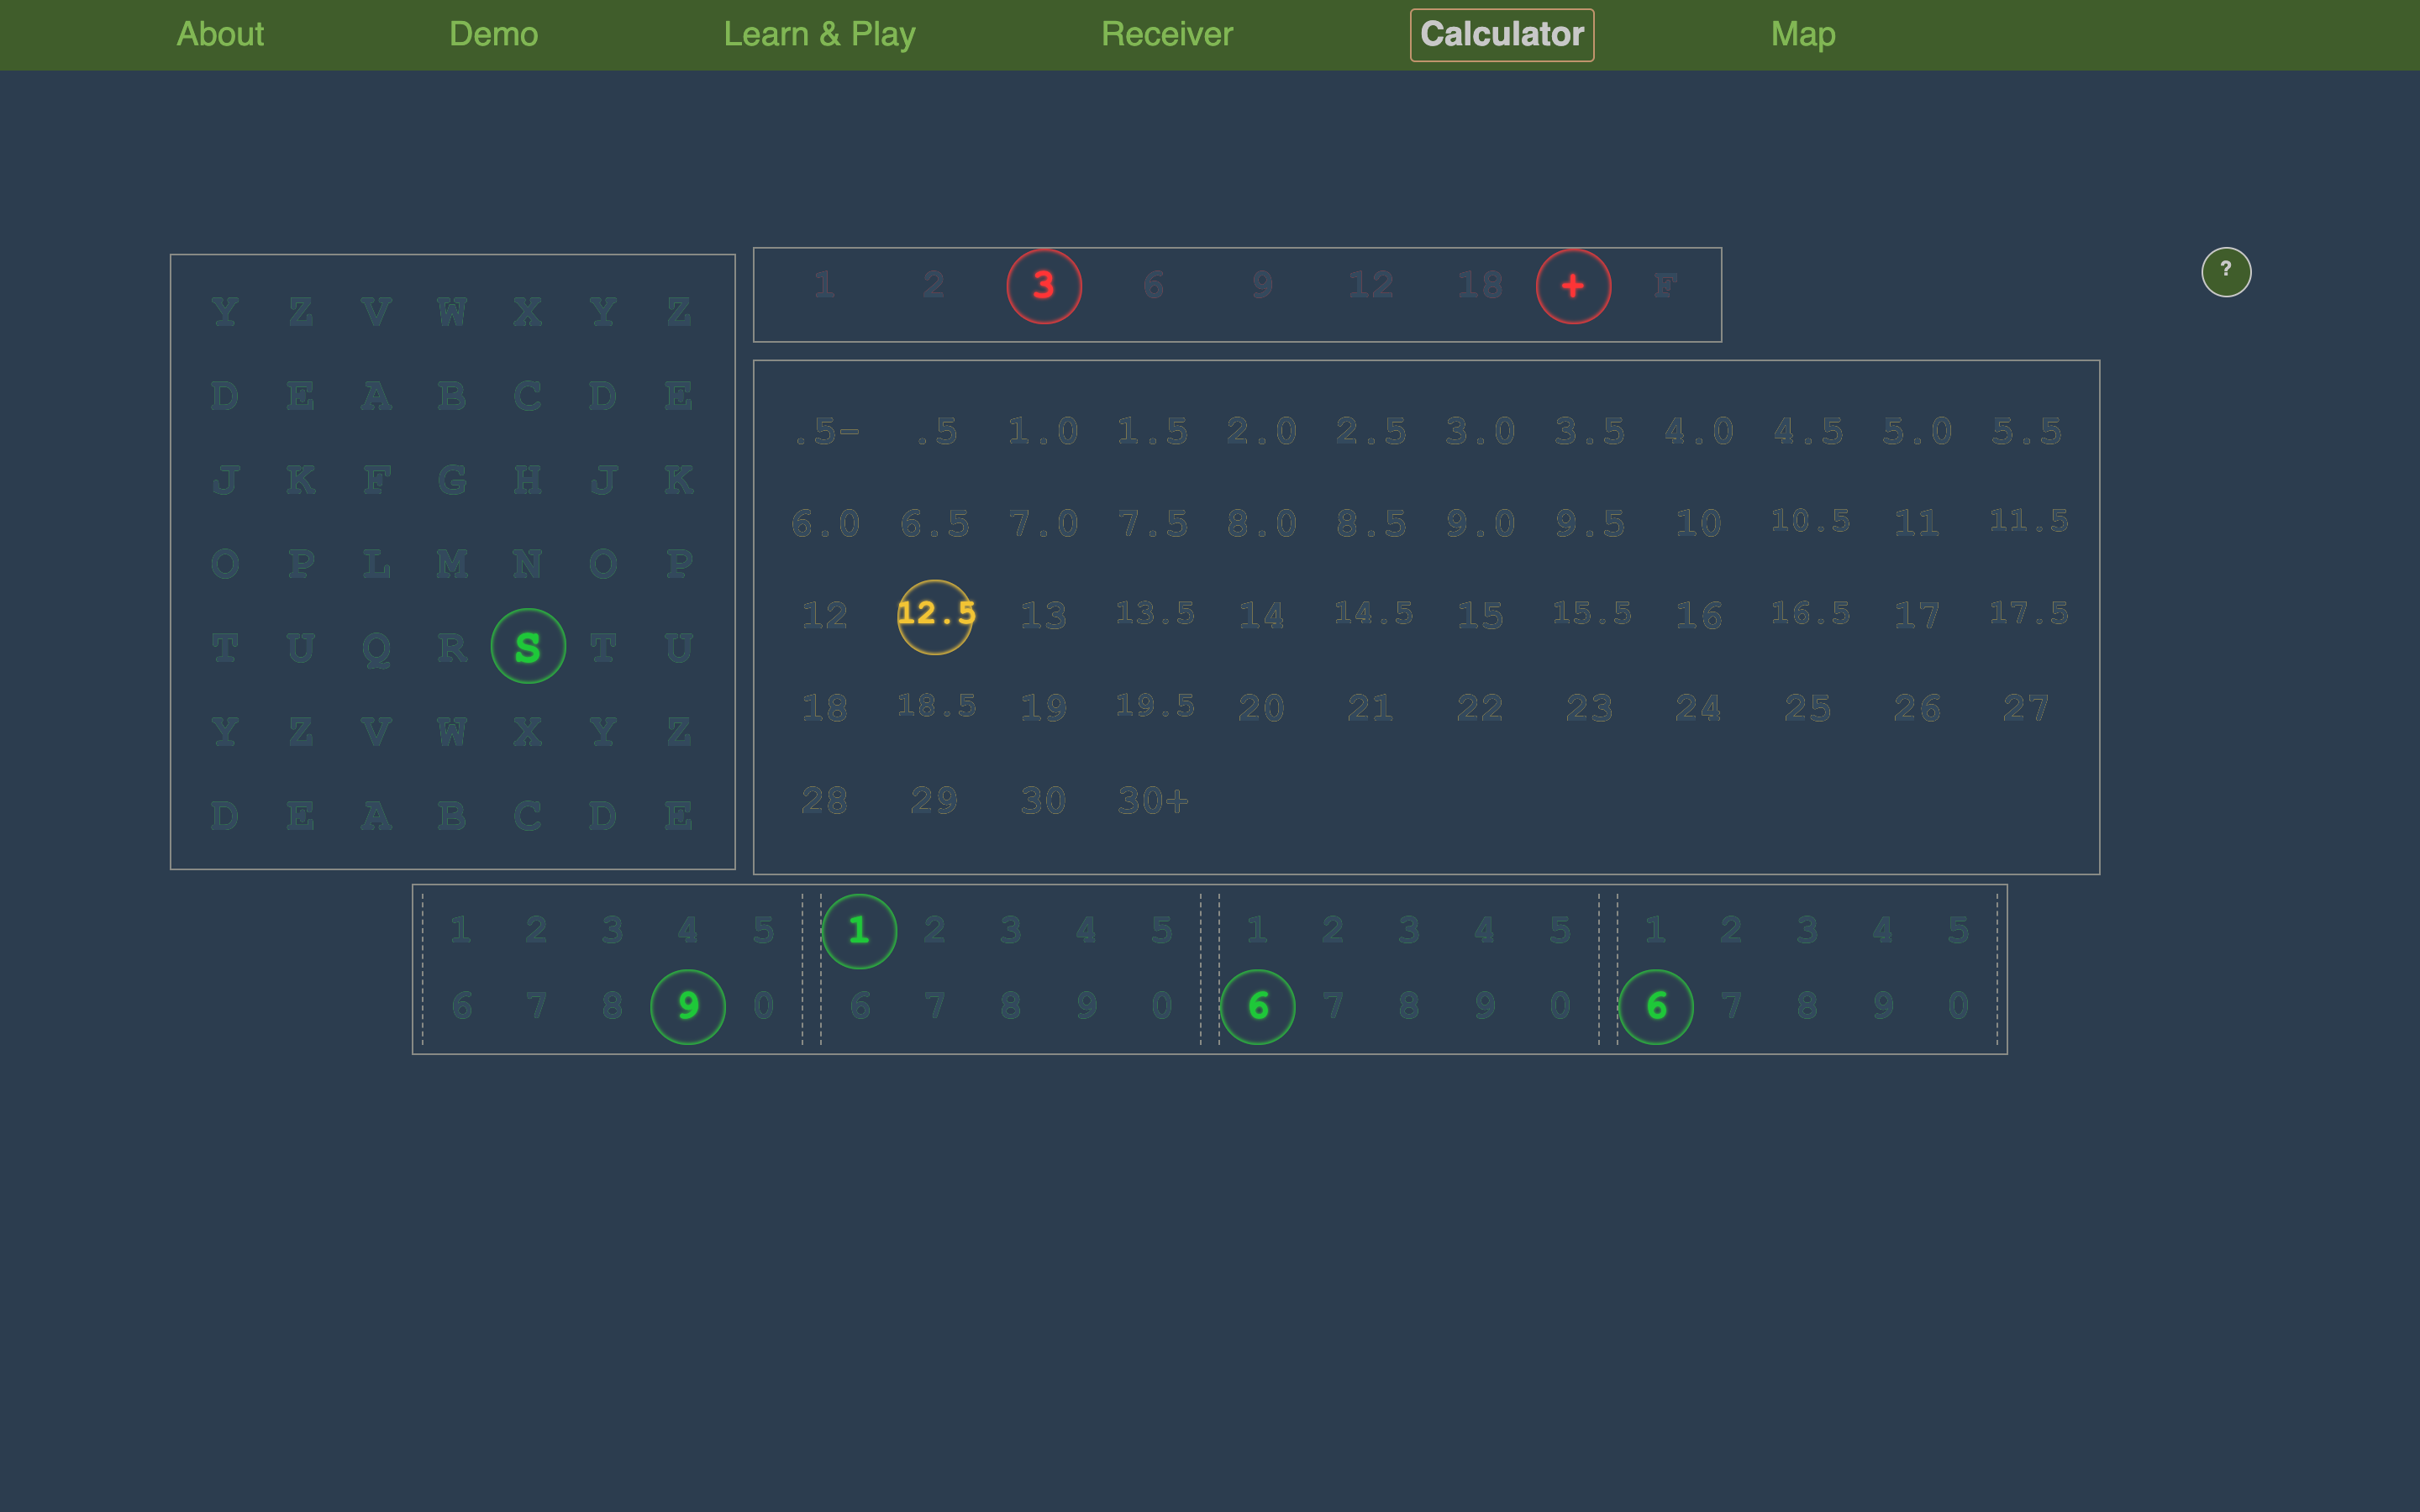 About Demo Learn & Play Receiver Calculator Map
1 2 3 6 9 12 18 + F
?
Y Z V W X Y Z
D E A B C D E
J K F G H J K
O P L M N O P
T U Q R S T U
Y Z V W X Y Z
D E A B C D E
.5- .5 1.0 1.5 2.0 2.5 3.0 3.5 4.0 4.5 5.0 5.5
6.0 6.5 7.0 7.5 8.0 8.5 9.0 9.5 10 10.5 11 11.5
12 12.5 13 13.5 14 14.5 15 15.5 16 16.5 17 17.5
18 18.5 19 19.5 20 21 22 23 24 25 26 27
28 29 30 30+
1 2 3 4 5 1 2 3 4 5 1 2 3 4 5 1 2 3 4 5
6 7 8 9 0 6 7 8 9 0 6 7 8 9 0 6 7 8 9 0